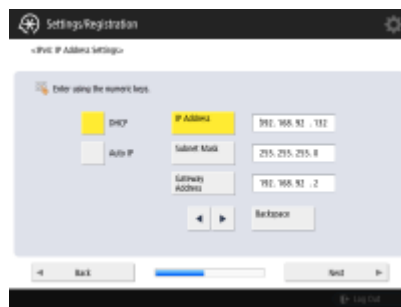 Settings/Registration
<IPv4: IP Address Settings>
Enter using the numeric keys.
DHCP
IP Address
192. 168. 92 . 132
Auto IP
Subnet Mask
255. 255. 255. 0
Gateway
Address
192. 168. 92 . 2
Backspace
Back
Next
Log Out